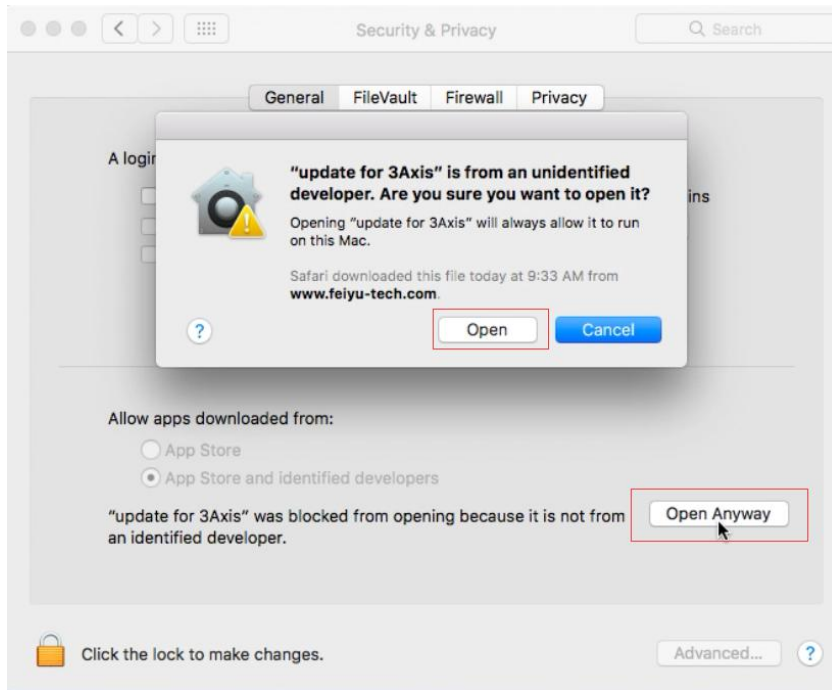 Security & Privacy
Search
General FileVault Firewall Privacy
A login
ins
"update for 3Axis" is from an unidentified
developer. Are you sure you want to open it?
Opening "update for 3Axis" will always allow it to run
on this Mac.
Safari downloaded this file today at 9:33 AM from
www.feiyu-tech.com.
?
Open
Cancel
Allow apps downloaded from:
App Store
App Store and identified developers
"update for 3Axis" was blocked from opening because it is not from
an identified developer.
Open Anyway
Click the lock to make changes.
Advanced...
?